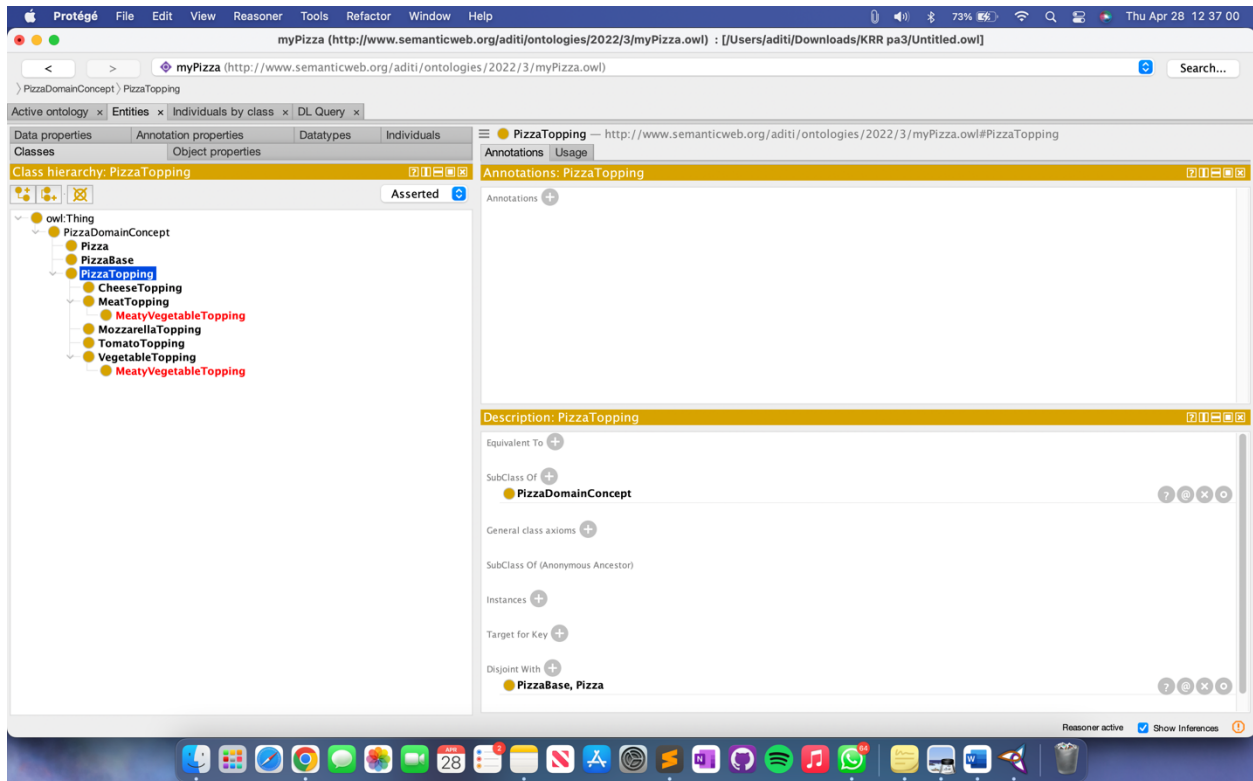 Protégé File Edit View Reasoner Tools Refactor Window Help 73% Thu Apr 28 12 37 00
myPizza (http://www.semanticweb.org/aditi/ontologies/2022/3/myPizza.owl) : [/Users/aditi/Downloads/KRR pa3/Untitled.owl]
< > myPizza (http://www.semanticweb.org/aditi/ontologies/2022/3/myPizza.owl) Search...
〉PizzaDomainConcept〉PizzaTopping
Active ontology × Entities × Individuals by class × DL Query ×
Data properties Annotation properties Datatypes Individuals
Classes Object properties
Class hierarchy: PizzaTopping
Asserted
owl:Thing
PizzaDomainConcept
Pizza
PizzaBase
PizzaTopping
CheeseTopping
MeatTopping
MeatyVegetableTopping
MozzarellaTopping
TomatoTopping
VegetableTopping
MeatyVegetableTopping
PizzaTopping — http://www.semanticweb.org/aditi/ontologies/2022/3/myPizza.owl#PizzaTopping
Annotations Usage
Annotations: PizzaTopping
Annotations
Description: PizzaTopping
Equivalent To
SubClass Of
PizzaDomainConcept
General class axioms
SubClass Of (Anonymous Ancestor)
Instances
Target for Key
Disjoint With
PizzaBase, Pizza
Reasoner active Show Inferences
APR
28
2
64